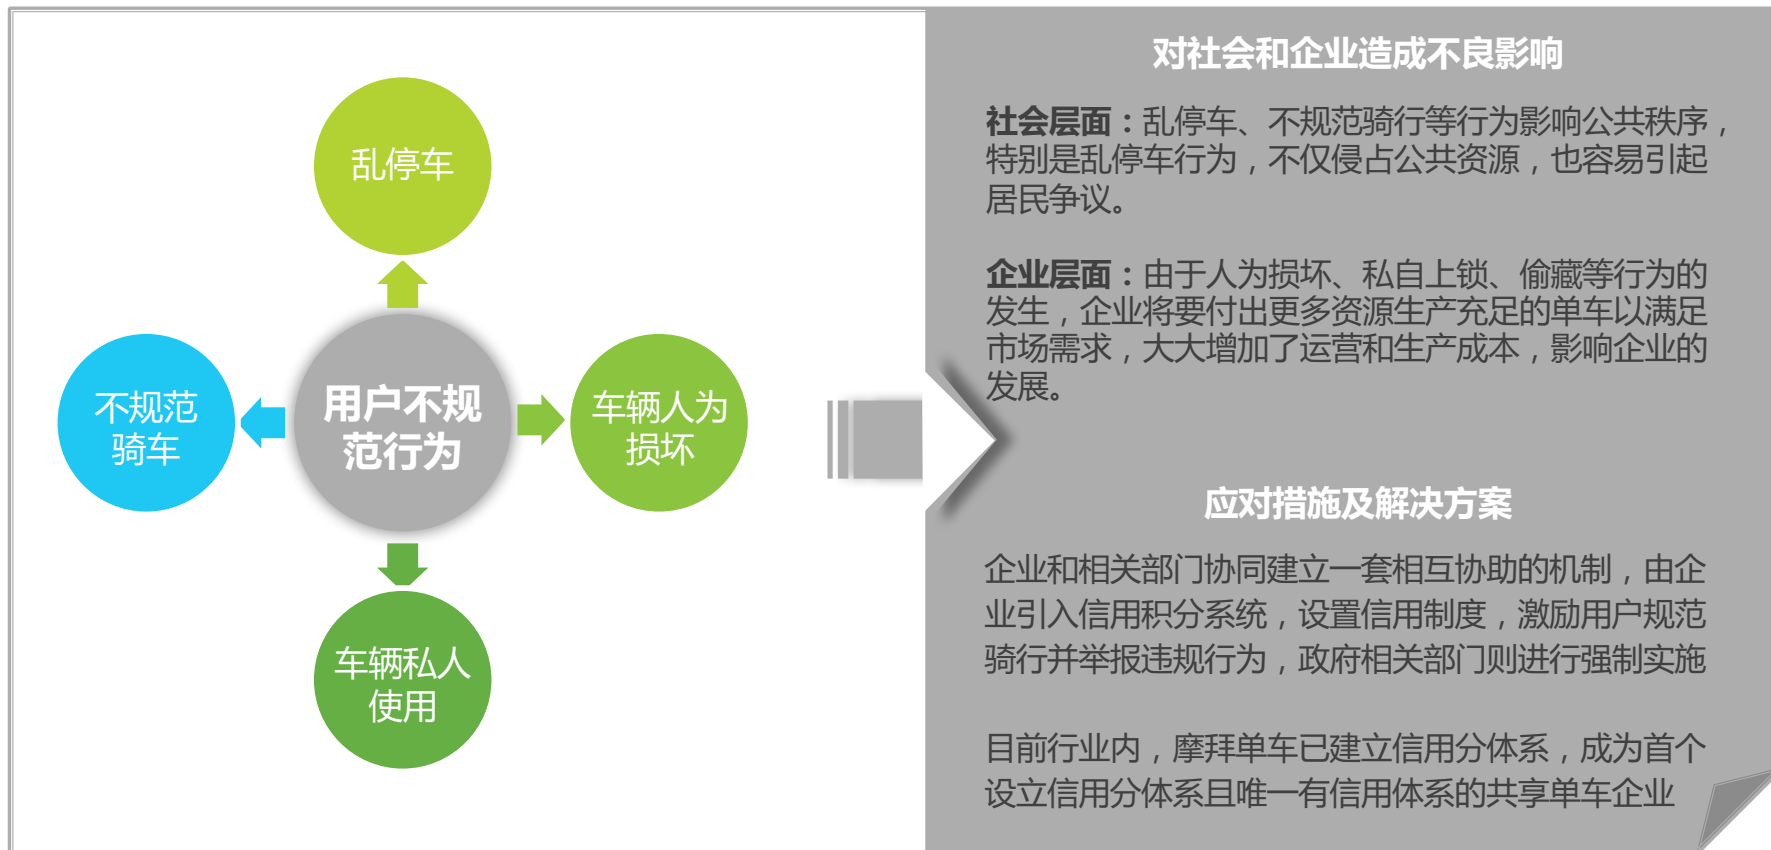 乱停车
不规范
骑车
用户不规
范行为
车辆人为
损坏
车辆私人
使用
对社会和企业造成不良影响
社会层面：乱停车、不规范骑行等行为影响公共秩序，
特别是乱停车行为，不仅侵占公共资源，也容易引起
居民争议。
企业层面：由于人为损坏、私自上锁、偷藏等行为的
发生，企业将要付出更多资源生产充足的单车以满足
市场需求，大大增加了运营和生产成本，影响企业的
发展。
应对措施及解决方案
企业和相关部门协同建立一套相互协助的机制，由企
业引入信用积分系统，设置信用制度，激励用户规范
骑行并举报违规行为，政府相关部门则进行强制实施
目前行业内，摩拜单车已建立信用分体系，成为首个
设立信用分体系且唯一有信用体系的共享单车企业